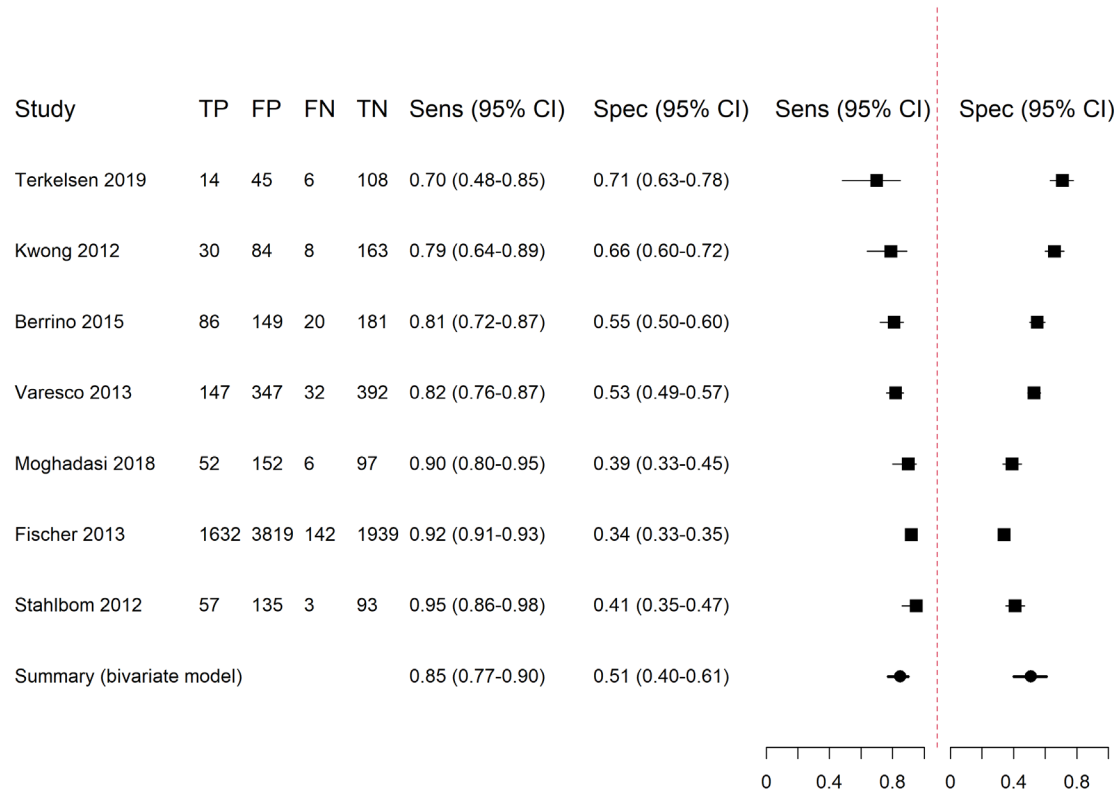 Study TP FP FN TN Sens (95% CI) Spec (95% CI) Sens (95% CI) Spec (95% CI)
Terkelsen 2019 14 45 6 108 0.70 (0.48-0.85) 0.71 (0.63-0.78)
Kwong 2012 30 84 8 163 0.79 (0.64-0.89) 0.66 (0.60-0.72)
Berrino 2015 86 149 20 181 0.81 (0.72-0.87) 0.55 (0.50-0.60)
Varesco 2013 147 347 32 392 0.82 (0.76-0.87) 0.53 (0.49-0.57)
Moghadasi 2018 52 152 6 97 0.90 (0.80-0.95) 0.39 (0.33-0.45)
Fischer 2013 1632 3819 142 1939 0.92 (0.91-0.93) 0.34 (0.33-0.35)
Stahlbom 2012 57 135 3 93 0.95 (0.86-0.98) 0.41 (0.35-0.47)
Summary (bivariate model) 0.85 (0.77-0.90) 0.51 (0.40-0.61)
0 0.4 0.8 0 0.4 0.8